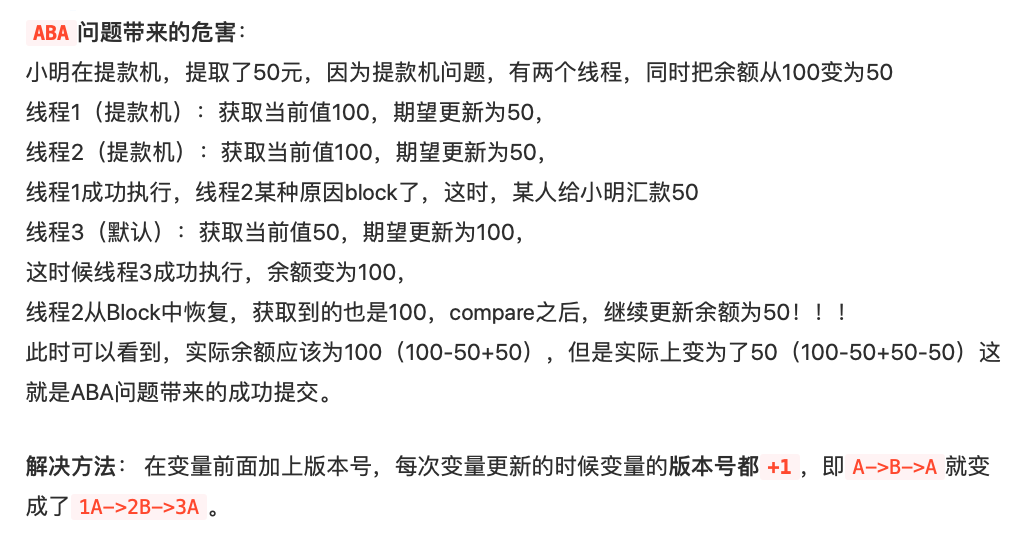 ABA问题带来的危害：
小明在提款机，提取了50元，因为提款机问题，有两个线程，同时把余额从100变为50
线程1（提款机）：获取当前值100，期望更新为50，
线程2（提款机）：获取当前值100，期望更新为50，
线程1成功执行，线程2某种原因block了，这时，某人给小明汇款50
线程3（默认）：获取当前值50，期望更新为100，
这时候线程3成功执行，余额变为100，
线程2从Block中恢复，获取到的也是100，compare之后，继续更新余额为50！！！
此时可以看到，实际余额应该为100（100-50+50），但是实际上变为了50（100-50+50-50）这
就是ABA问题带来的成功提交。
解决方法： 在变量前面加上版本号，每次变量更新的时候变量的版本号都+1，即A->B->A就变
成了1A->2B->3A。